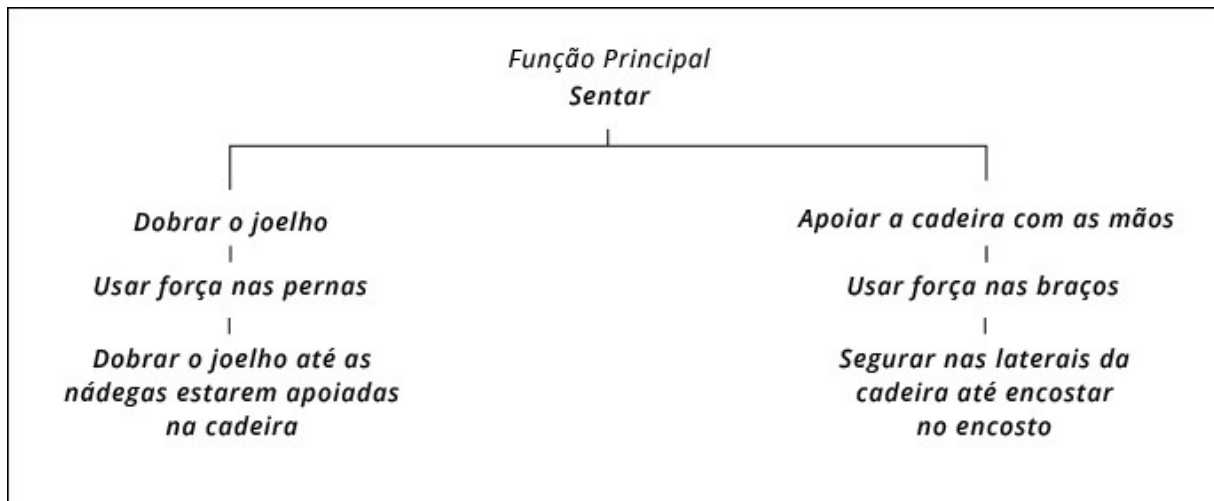 Função Principal
Sentar
Dobrar o joelho
Usar força nas pernas
Dobrar o joelho até as
nádegas estarem apoiadas
na cadeira
Apoiar a cadeira com as mãos
Usar força nos braços
Segurar nas laterais da
cadeira até encostar
no encosto